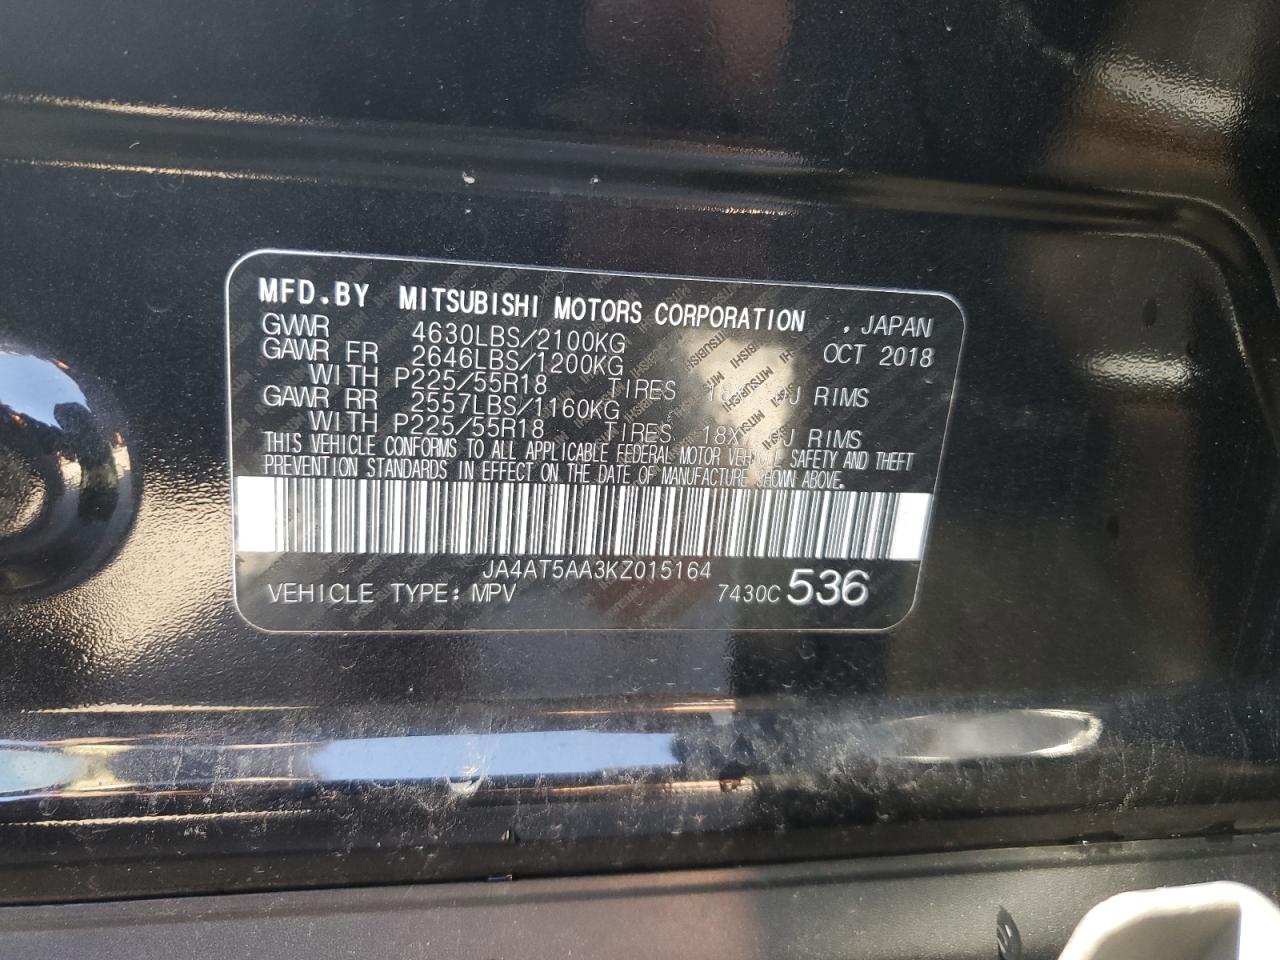 MFD.BY MITSUBISHI MOTORS CORPORATION , JAPAN
GVWR 4630LBS/2100KG OCT 2018
GAWR FR 2646LBS/1200KG
WITH P225/55R18 TIRES RIMS
GAWR RR 2557LBS/1160KG
WITH P225/55R18 TIRES RIMS
THIS VEHICLE CONFORMS TO ALL APPLICABLE FEDERAL MOTOR VEHICLE SAFETY AND THEFT
PREVENTION STANDARDS IN EFFECT ON THE DATE OF MANUFACTURE SHOWN ABOVE.
JA4AT5AA3KZ015164
VEHICLE TYPE: MPV 7430C 536